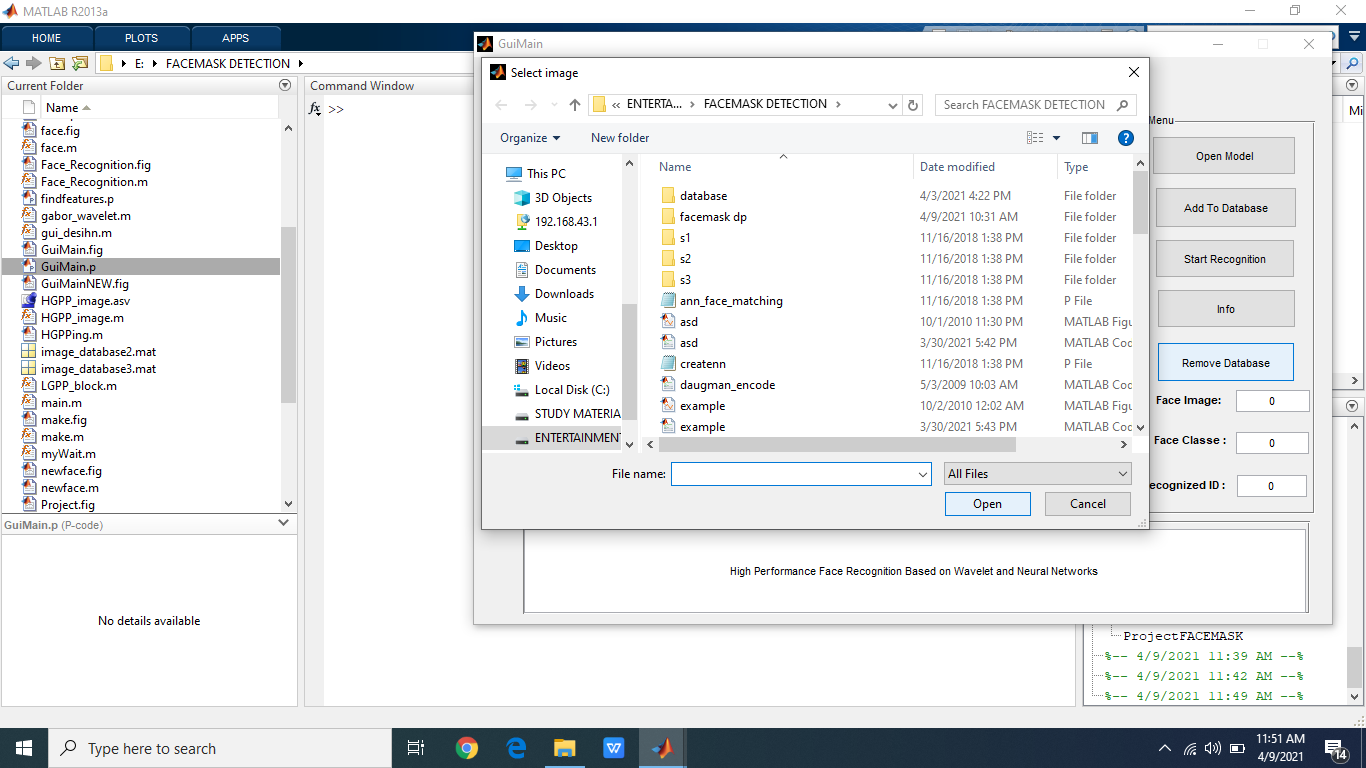 MATLAB R2013a
HOME PLOTS APPS
E: FACEMASK DETECTION
Current Folder
Name
face.fig
face.m
Face_Recognition.fig
Face_Recognition.m
findfeatures.p
gabor_wavelet.m
gui_desihn.m
GuiMain.fig
GuiMain.p
GuiMainNEW.fig
HGPP_image.asv
HGPP_image.m
HGPPing.m
image_database2.mat
image_database3.mat
LGPP_block.m
main.m
make.fig
make.m
myWait.m
newface.fig
newface.m
Project.fig
GuiMain.p (P-code)
No details available
Command Window
fx >>
GuiMain
Select image
« ENTERTA... FACEMASK DETECTION
Search FACEMASK DETECTION
Organize New folder
This PC
3D Objects
192.168.43.1
Desktop
Documents
Downloads
Music
Pictures
Videos
Local Disk (C:)
STUDY MATERIA
ENTERTAINMENT
Name Date modified Type
database 4/3/2021 4:22 PM File folder
facemask dp 4/9/2021 10:31 AM File folder
s1 11/16/2018 1:38 PM File folder
s2 11/16/2018 1:38 PM File folder
s3 11/16/2018 1:38 PM File folder
ann_face_matching 11/16/2018 1:38 PM P File
asd 10/1/2010 11:30 PM MATLAB Figu
asd 3/30/2021 5:42 PM MATLAB Cod
createnn 11/16/2018 1:38 PM P File
daugman_encode 5/3/2009 10:03 AM MATLAB Cod
example 10/2/2010 12:02 AM MATLAB Figu
example 3/30/2021 5:43 PM MATLAB Cod
File name: All Files
Open Cancel
Menu
Open Model
Add To Database
Start Recognition
Info
Remove Database
Face Image: 0
Face Classe : 0
ecognized ID : 0
Mi
High Performance Face Recognition Based on Wavelet and Neural Networks
ProjectFACEMASK
%-- 4/9/2021 11:39 AM --%
%-- 4/9/2021 11:42 AM --%
%-- 4/9/2021 11:49 AM --%
Type here to search
11:51 AM
4/9/2021
14